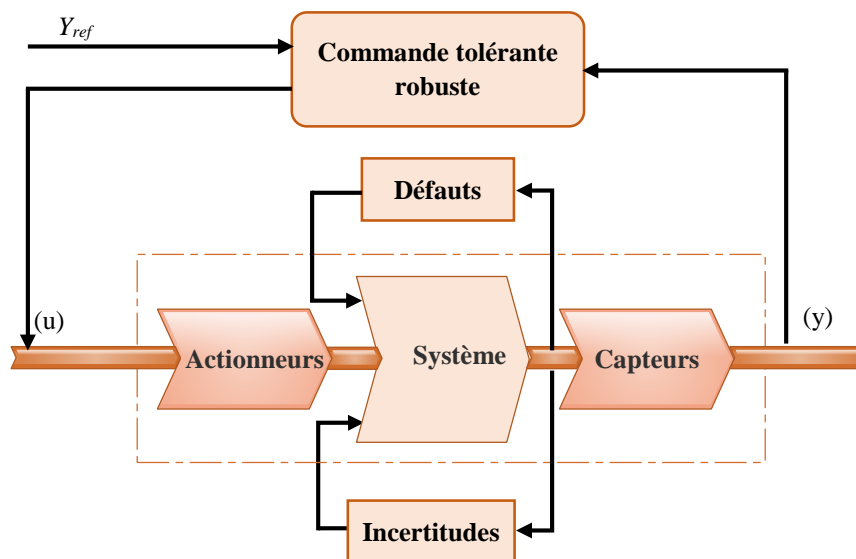 Yref
Commande tolérante
robuste
Défauts
(u)
(y)
Actionneurs
Système
Capteurs
Incertitudes